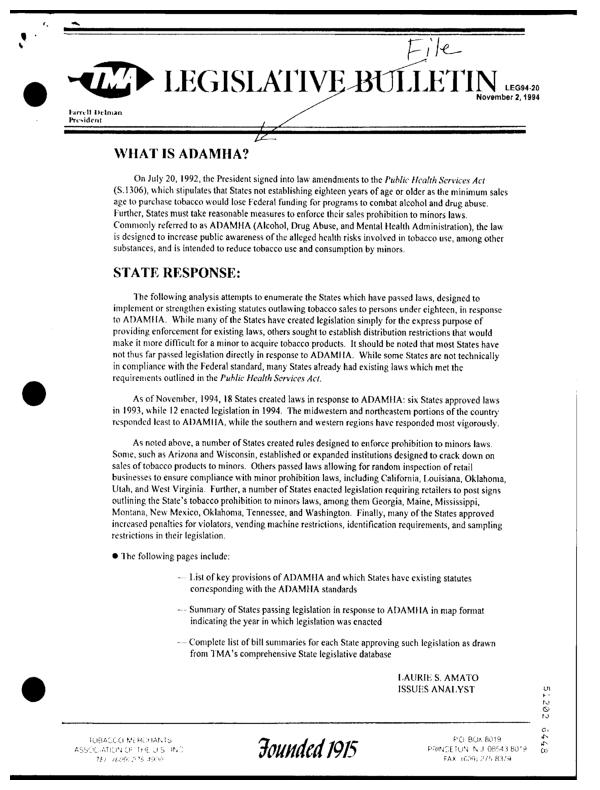 File
TMA LEGISLATIVE BULLETIN LEG94-20
November 2, 1994
Farrell Delman
President
WHAT IS ADAMHA?
On July 20, 1992, the President signed into law amendments to the Public Health Services Act
(S.1306), which stipulates that States not establishing eighteen years of age or older as the minimum sales
age to purchase tobacco would lose Federal funding for programs to combat alcohol and drug abuse.
Further, States must take reasonable measures to enforce their sales prohibition to minors laws.
Commonly referred to as ADAMHA (Alcohol, Drug Abuse, and Mental Health Administration), the law
is designed to increase public awareness of the alleged health risks involved in tobacco use, among other
substances, and is intended to reduce tobacco use and consumption by minors.
STATE RESPONSE:
The following analysis attempts to enumerate the States which have passed laws, designed to
implement or strengthen existing statutes outlawing tobacco sales to persons under eighteen, in response
to ADAMHA. While many of the States have created legislation simply for the express purpose of
providing enforcement for existing laws, others sought to establish distribution restrictions that would
make it more difficult for a minor to acquire tobacco products. It should be noted that most States have
not thus far passed legislation directly in response to ADAMHA. While some States are not technically
in compliance with the Federal standard, many States already had existing laws which met the
requirements outlined in the Public Health Services Act.
As of November, 1994, 18 States created laws in response to ADAMHA: six States approved laws
in 1993, while 12 enacted legislation in 1994. The midwestern and northeastern portions of the country
responded least to ADAMHA, while the southern and western regions have responded most vigorously.
As noted above, a number of States created rules designed to enforce prohibition to minors laws.
Some, such as Arizona and Wisconsin, established or expanded institutions designed to crack down on
sales of tobacco products to minors. Others passed laws allowing for random inspection of retail
businesses to ensure compliance with minor prohibition laws, including California, Louisiana, Oklahoma,
Utah, and West Virginia. Further, a number of States enacted legislation requiring retailers to post signs
outlining the State's tobacco prohibition to minors laws, among them Georgia, Maine, Mississippi,
Montana, New Mexico, Oklahoma, Tennessee, and Washington. Finally, many of the States approved
increased penalties for violators, vending machine restrictions, identification requirements, and sampling
restrictions in their legislation.
● The following pages include:
— List of key provisions of ADAMHA and which States have existing statutes
corresponding with the ADAMHA standards
— Summary of States passing legislation in response to ADAMHA in map format
indicating the year in which legislation was enacted
— Complete list of bill summaries for each State approving such legislation as drawn
from TMA's comprehensive State legislative database
LAURIE S. AMATO
ISSUES ANALYST
51202 6448
TOBACCO MERCHANTS
ASSOCIATION OF THE U.S. INC.
TEL. (609) 275-4900
Founded 1915
P.O. BOX 8019
PRINCETON, N.J. 08543-8019
FAX (609) 275-8379